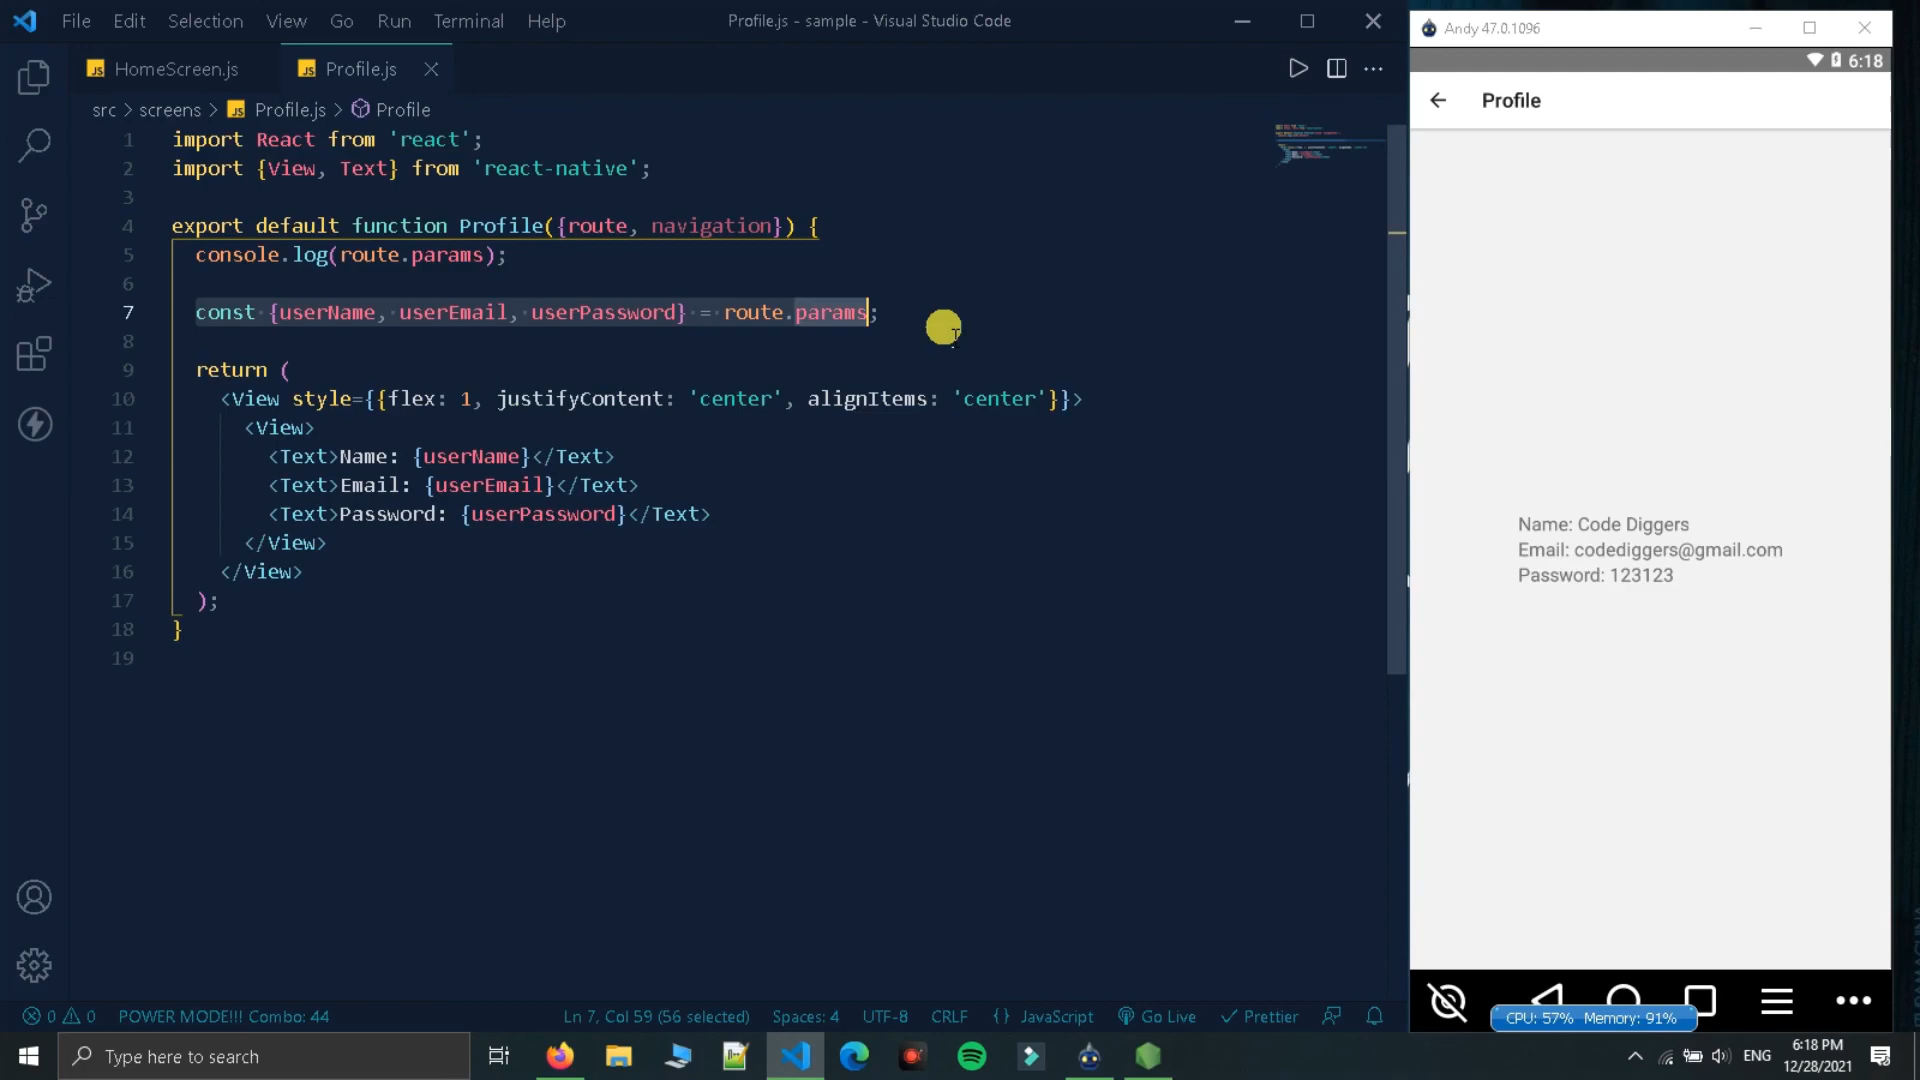 File Edit Selection View Go Run Terminal Help
Profile.js - sample - Visual Studio Code
JS HomeScreen.js
JS Profile.js
src > screens > JS Profile.js > Profile
1 import React from 'react';
2 import {View, Text} from 'react-native';
3
4 export default function Profile({route, navigation}) {
5 console.log(route.params);
6
7 const {userName, userEmail, userPassword} = route.params;
8
9 return (
10 <View style={{flex: 1, justifyContent: 'center', alignItems: 'center'}}>
11 <View>
12 <Text>Name: {userName}</Text>
13 <Text>Email: {userEmail}</Text>
14 <Text>Password: {userPassword}</Text>
15 </View>
16 </View>
17 );
18 }
19
0 0 POWER MODE!!! Combo: 44 Ln 7, Col 59 (56 selected) Spaces: 4 UTF-8 CRLF {} JavaScript Go Live Prettier
Andy 47.0.1096
6:18
Profile
Name: Code Diggers
Email: codediggers@gmail.com
Password: 123123
CPU: 57% Memory: 91%
Type here to search
ENG
6:18 PM
12/28/2021